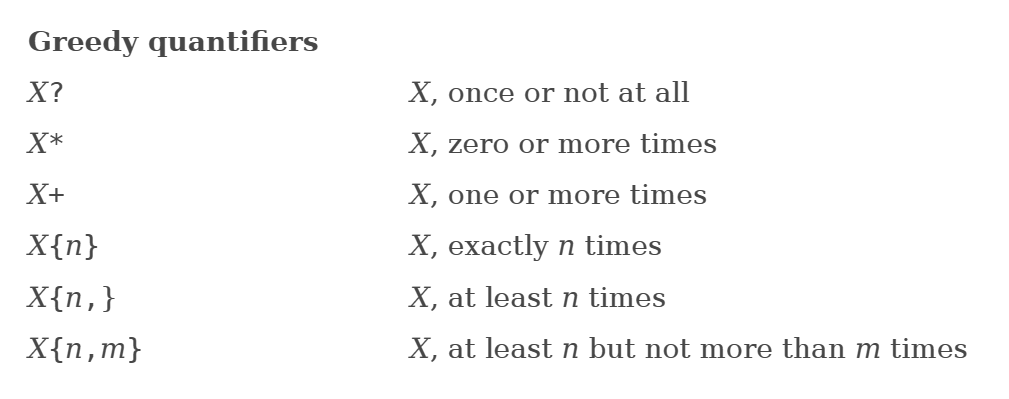 Greedy quantifiers
X? X, once or not at all
X* X, zero or more times
X+ X, one or more times
X{n} X, exactly n times
X{n,} X, at least n times
X{n,m} X, at least n but not more than m times